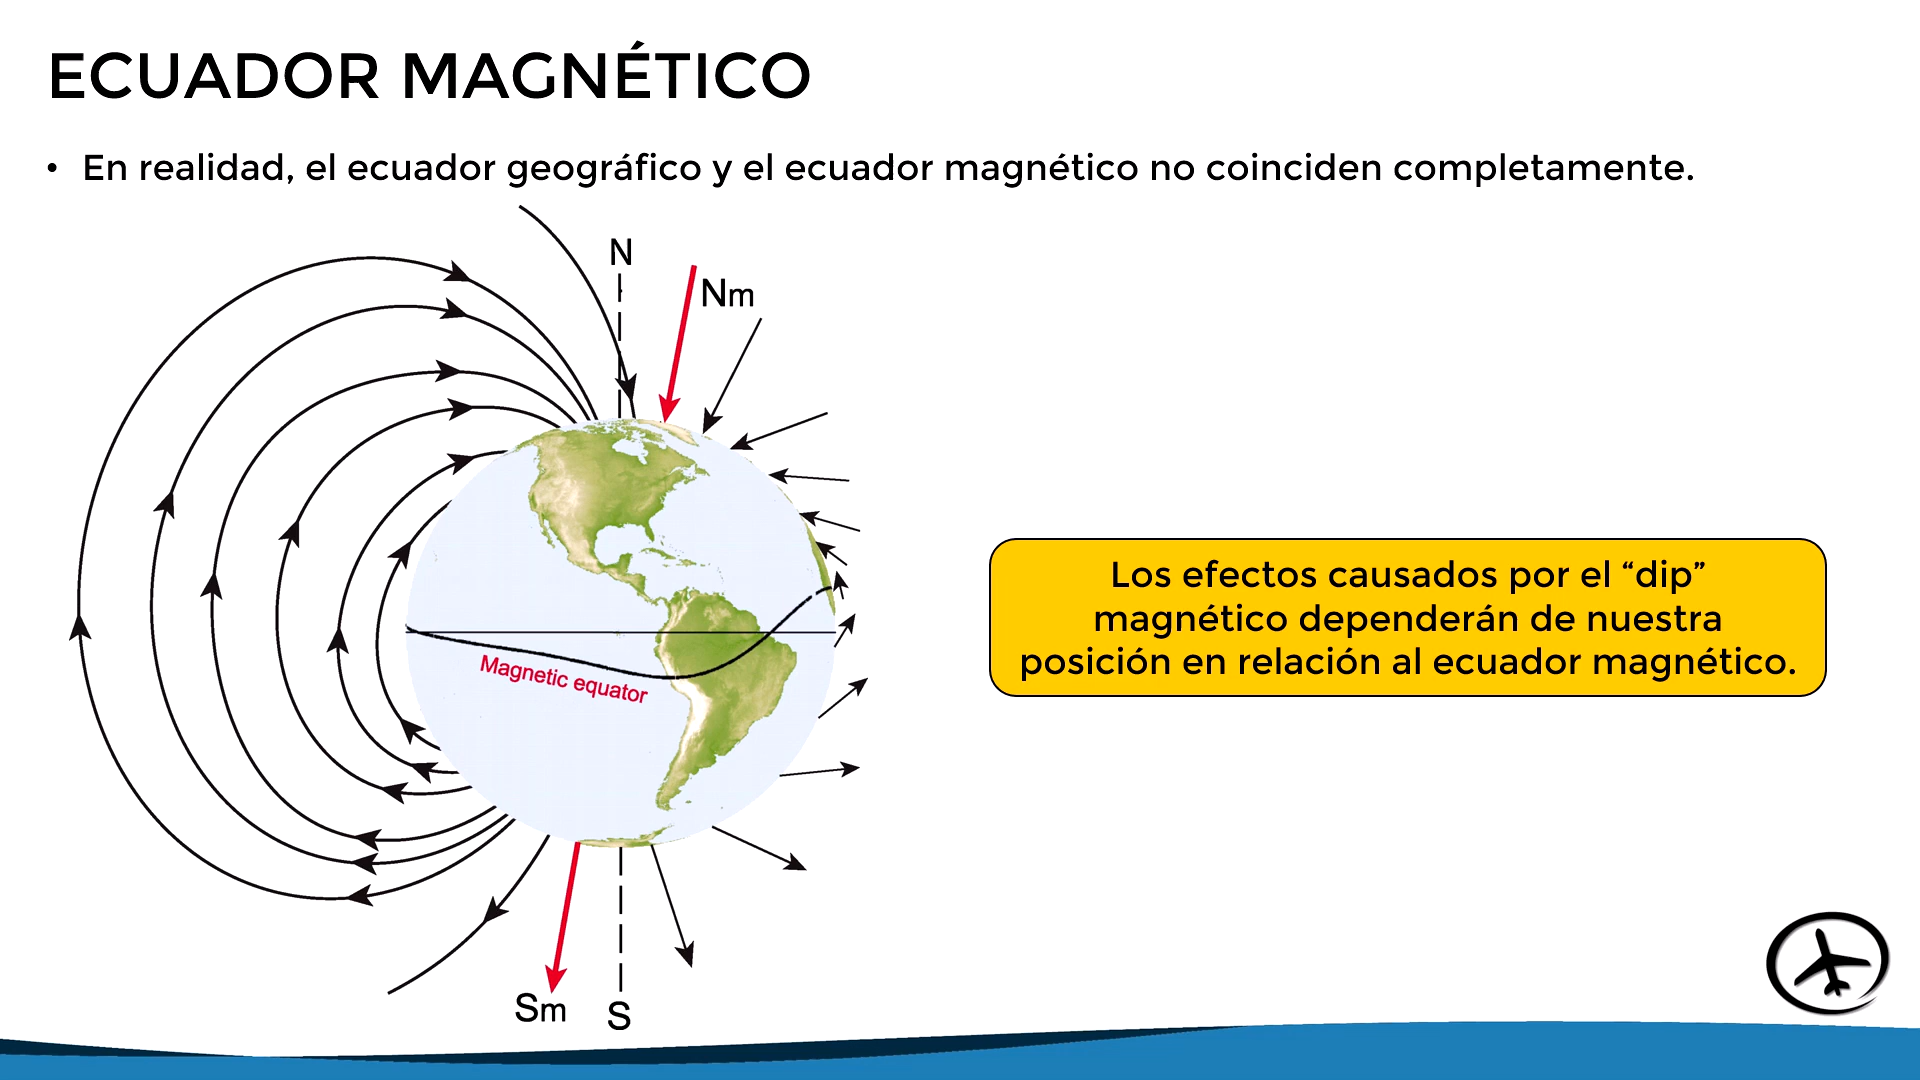 ECUADOR MAGNÉTICO
• En realidad, el ecuador geográfico y el ecuador magnético no coinciden completamente.
N
Nm
Magnetic equator
Los efectos causados por el “dip”
magnético dependerán de nuestra
posición en relación al ecuador magnético.
Sm
S